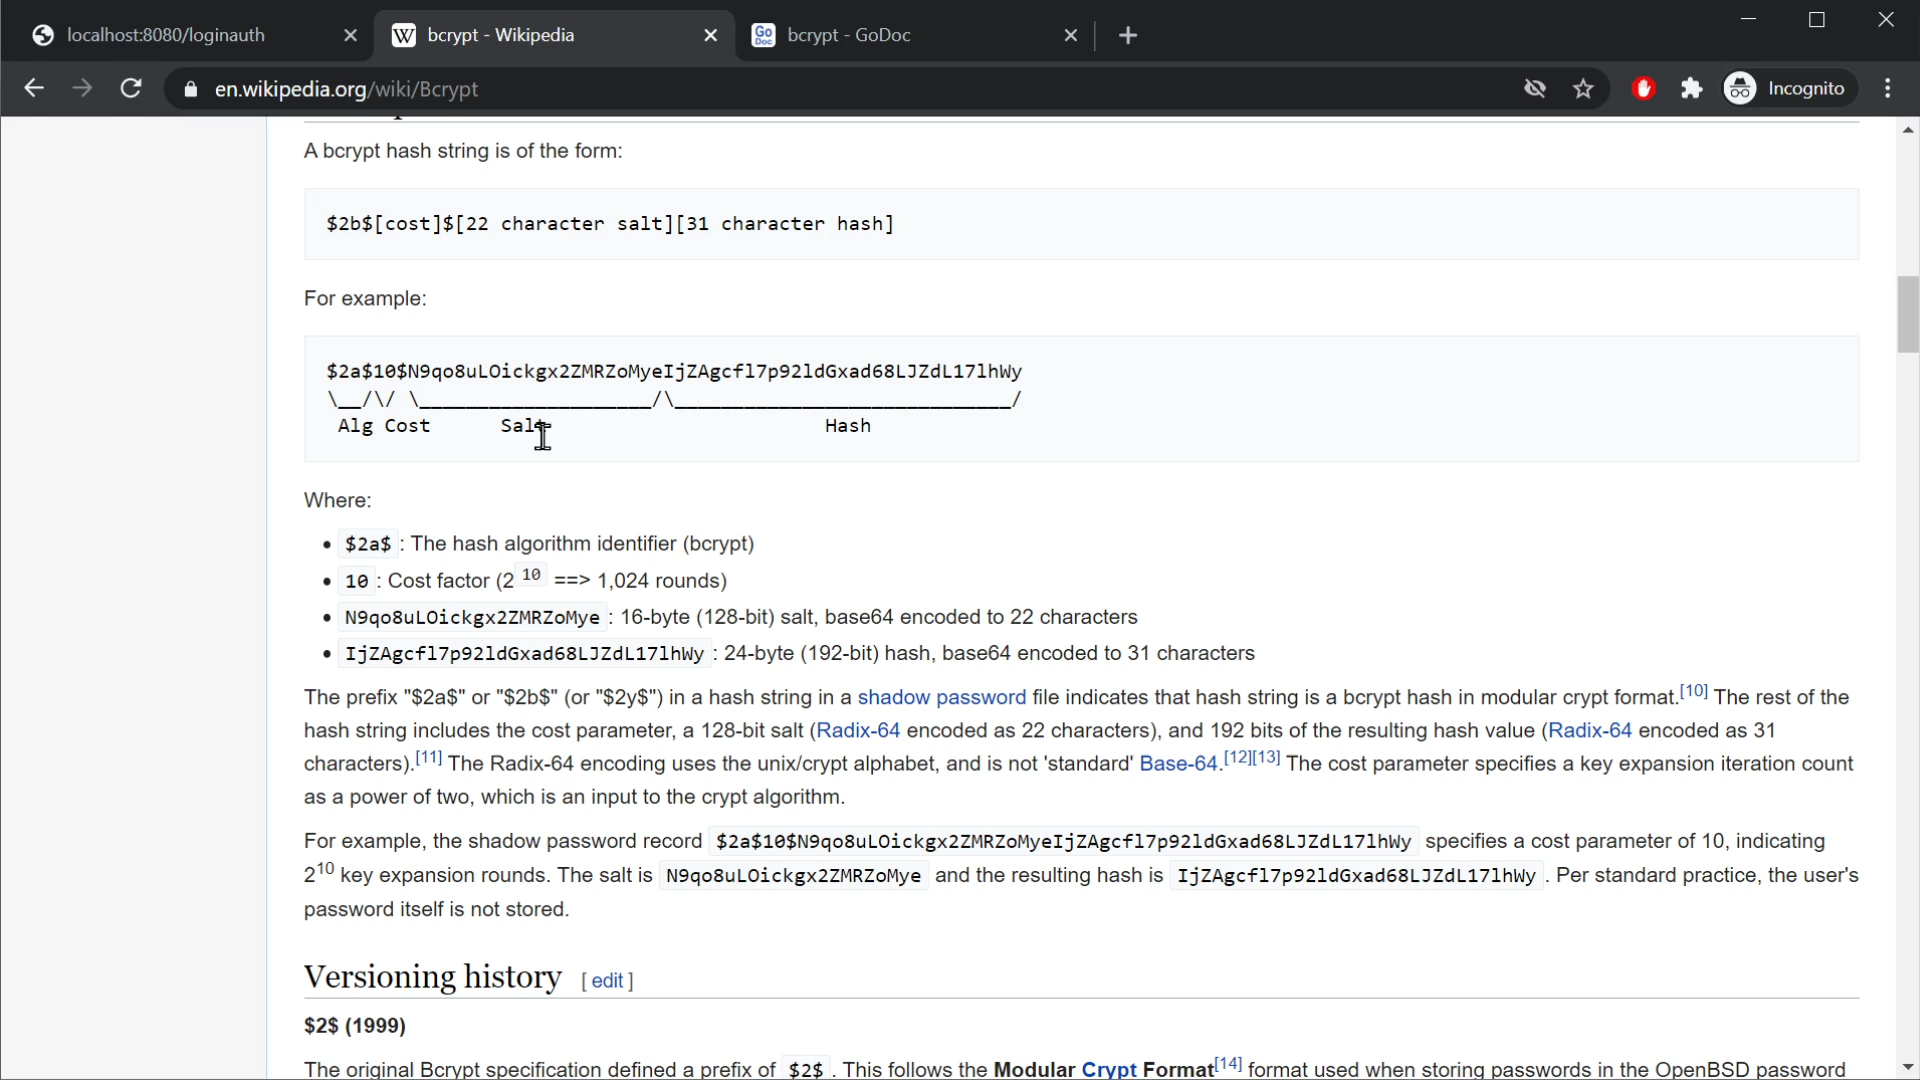 localhost:8080/loginauth
bcrypt - Wikipedia
bcrypt - GoDoc
en.wikipedia.org/wiki/Bcrypt
Incognito
A bcrypt hash string is of the form:
$2b$[cost]$[22 character salt][31 character hash]
For example:
$2a$10$N9qo8uLOickgx2ZMRZoMyeIjZAgcfl7p92ldGxad68LJZdL17lhWy
\__/\/ \____________________/\_____________________________/
Alg Cost Salt Hash
Where:
• $2a$ : The hash algorithm identifier (bcrypt)
• 10 : Cost factor (2^10 ==> 1,024 rounds)
• N9qo8uLOickgx2ZMRZoMye : 16-byte (128-bit) salt, base64 encoded to 22 characters
• IjZAgcfl7p92ldGxad68LJZdL17lhWy : 24-byte (192-bit) hash, base64 encoded to 31 characters
The prefix "$2a$" or "$2b$" (or "$2y$") in a hash string in a shadow password file indicates that hash string is a bcrypt hash in modular crypt format.[10] The rest of the
hash string includes the cost parameter, a 128-bit salt (Radix-64 encoded as 22 characters), and 192 bits of the resulting hash value (Radix-64 encoded as 31
characters).[11] The Radix-64 encoding uses the unix/crypt alphabet, and is not 'standard' Base-64.[12][13] The cost parameter specifies a key expansion iteration count
as a power of two, which is an input to the crypt algorithm.
For example, the shadow password record $2a$10$N9qo8uLOickgx2ZMRZoMyeIjZAgcfl7p92ldGxad68LJZdL17lhWy specifies a cost parameter of 10, indicating
2^10 key expansion rounds. The salt is N9qo8uLOickgx2ZMRZoMye and the resulting hash is IjZAgcfl7p92ldGxad68LJZdL17lhWy . Per standard practice, the user's
password itself is not stored.
Versioning history [ edit ]
$2$ (1999)
The original Bcrypt specification defined a prefix of $2$ . This follows the Modular Crypt Format[14] format used when storing passwords in the OpenBSD password